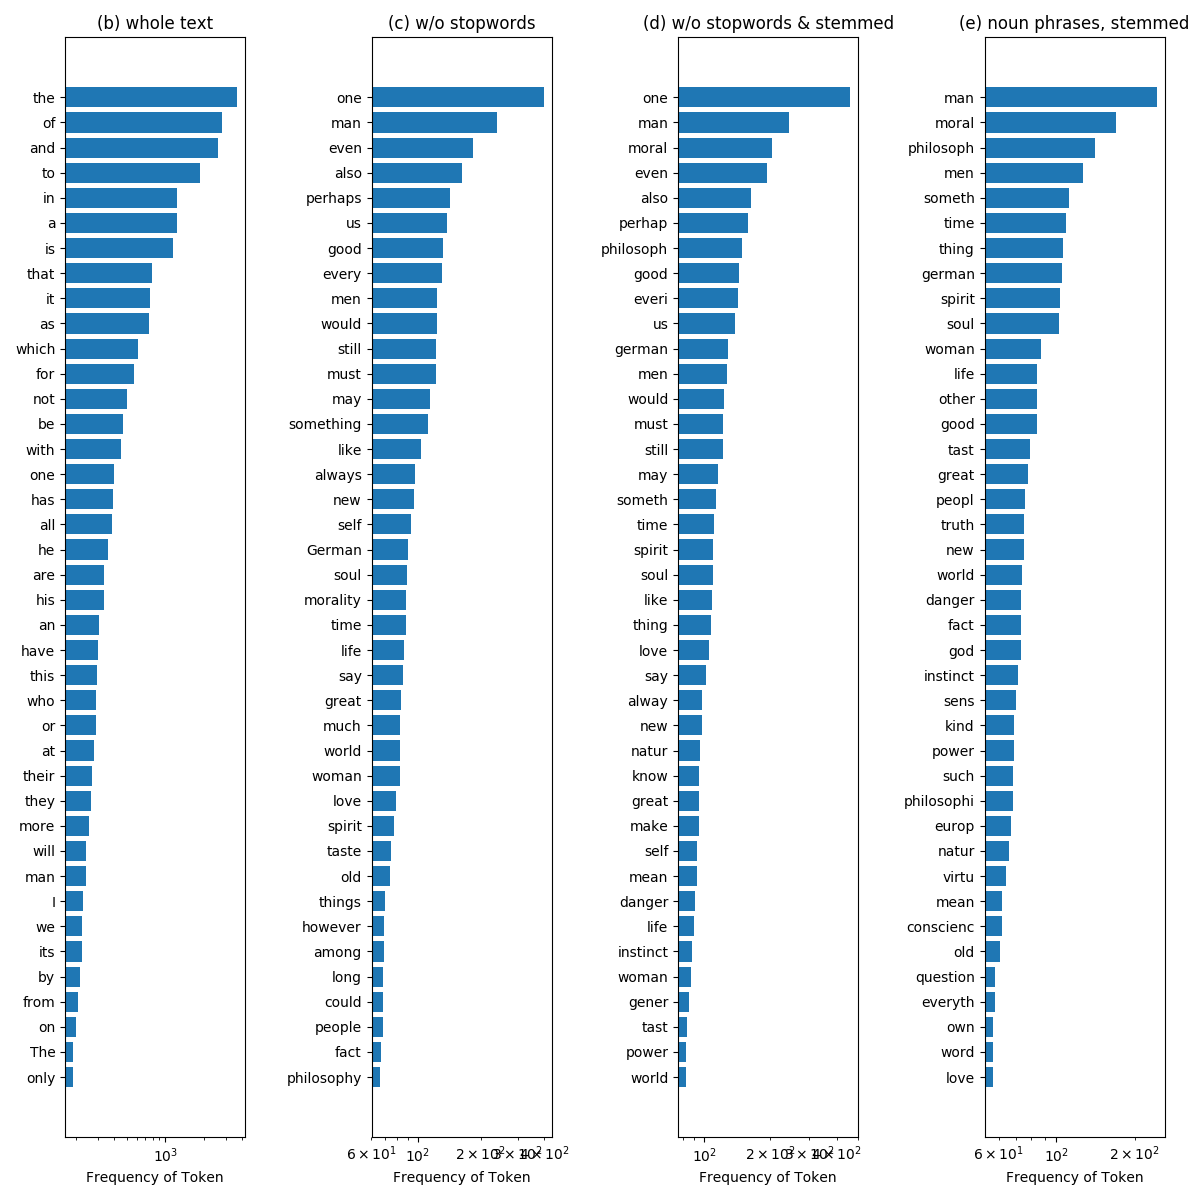 (b) whole text
the
of
and
to
in
a
is
that
it
as
which
for
not
be
with
one
has
all
he
are
his
an
have
this
who
or
at
their
they
more
will
man
I
we
its
by
from
on
The
only
10³
Frequency of Token
(c) w/o stopwords
one
man
even
also
perhaps
us
good
every
men
would
still
must
may
something
like
always
new
self
German
soul
morality
time
life
say
great
much
world
woman
love
spirit
taste
old
things
however
among
long
could
people
fact
philosophy
6 × 10¹ 10² 2 × 10² 3 × 10² 4 × 10²
Frequency of Token
(d) w/o stopwords & stemmed
one
man
moral
even
also
perhap
philosoph
good
everi
us
german
men
would
must
still
may
someth
time
spirit
soul
like
thing
love
say
alway
new
natur
know
great
make
self
mean
danger
life
instinct
woman
gener
tast
power
world
10² 2 × 10² 3 × 10² 4 × 10²
Frequency of Token
(e) noun phrases, stemmed
man
moral
philosoph
men
someth
time
thing
german
spirit
soul
woman
life
other
good
tast
great
peopl
truth
new
world
danger
fact
god
instinct
sens
kind
power
such
philosophi
europ
natur
virtu
mean
conscienc
old
question
everyth
own
word
love
6 × 10¹ 10² 2 × 10²
Frequency of Token